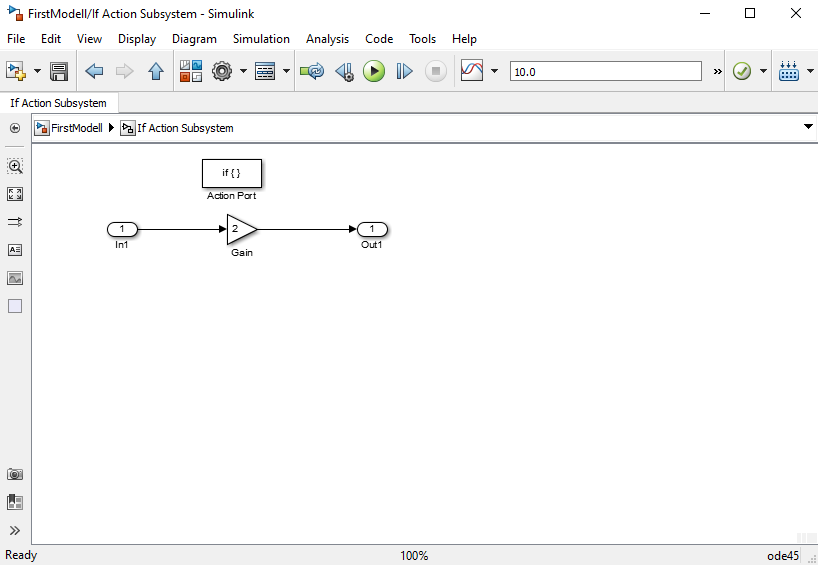 FirstModell/If Action Subsystem - Simulink
File Edit View Display Diagram Simulation Analysis Code Tools Help
10.0 »
If Action Subsystem
FirstModell If Action Subsystem
if { }
Action Port
1 2 1
In1 Gain Out1
Ready 100% ode45